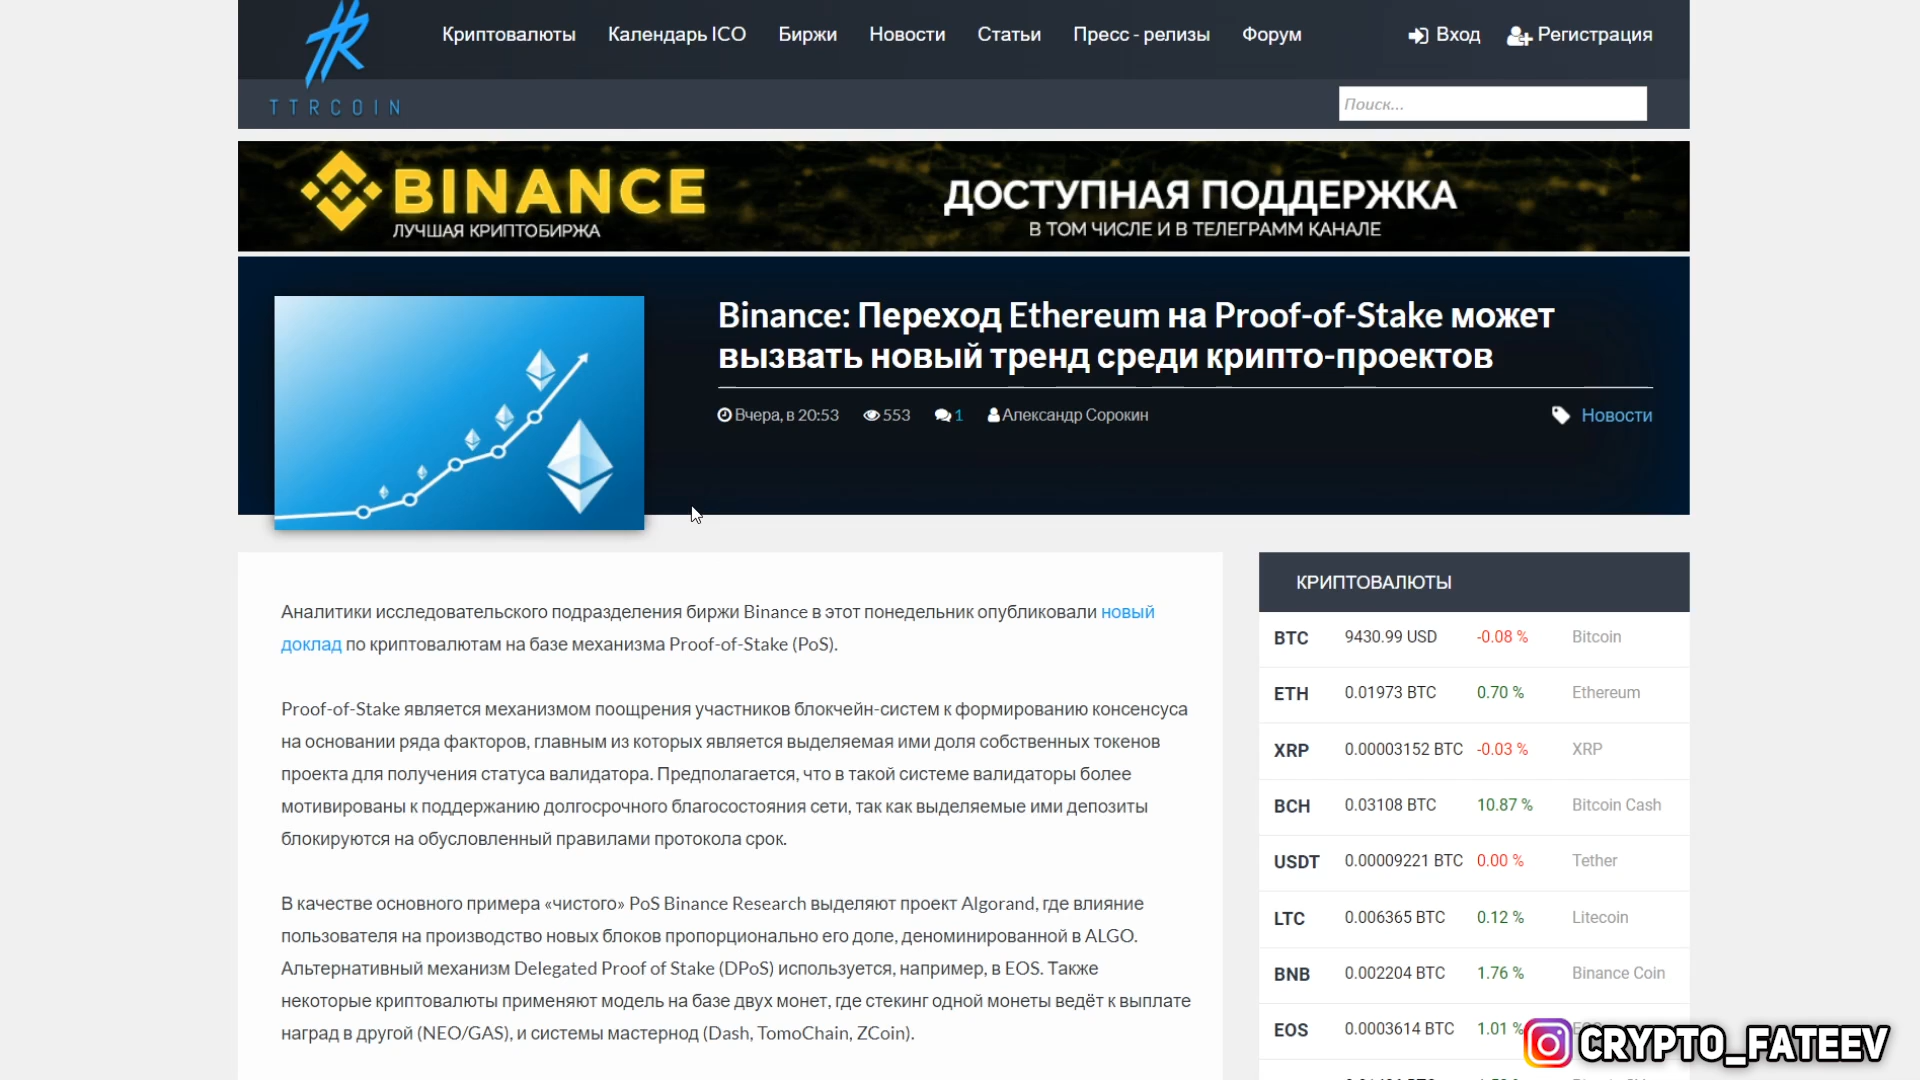 Криптовалюты Календарь ICO Биржи Новости Статьи Пресс - релизы Форум Вход Регистрация
TTRCOIN
Поиск...
BINANCE
ЛУЧШАЯ КРИПТОБИРЖА
ДОСТУПНАЯ ПОДДЕРЖКА
В ТОМ ЧИСЛЕ И В ТЕЛЕГРАММ КАНАЛЕ
Binance: Переход Ethereum на Proof-of-Stake может
вызвать новый тренд среди крипто-проектов
Вчера, в 20:53 553 1 Александр Сорокин Новости
Аналитики исследовательского подразделения биржи Binance в этот понедельник опубликовали новый
доклад по криптовалютам на базе механизма Proof-of-Stake (PoS).
Proof-of-Stake является механизмом поощрения участников блокчейн-систем к формированию консенсуса
на основании ряда факторов, главным из которых является выделяемая ими доля собственных токенов
проекта для получения статуса валидатора. Предполагается, что в такой системе валидаторы более
мотивированы к поддержанию долгосрочного благосостояния сети, так как выделяемые ими депозиты
блокируются на обусловленный правилами протокола срок.
В качестве основного примера «чистого» PoS Binance Research выделяют проект Algorand, где влияние
пользователя на производство новых блоков пропорционально его доле, деноминированной в ALGO.
Альтернативный механизм Delegated Proof of Stake (DPoS) используется, например, в EOS. Также
некоторые криптовалюты применяют модель на базе двух монет, где стекинг одной монеты ведёт к выплате
наград в другой (NEO/GAS), и системы мастернод (Dash, TomoChain, ZCoin).
КРИПТОВАЛЮТЫ
BTC 9430.99 USD -0.08 % Bitcoin
ETH 0.01973 BTC 0.70 % Ethereum
XRP 0.00003152 BTC -0.03 % XRP
BCH 0.03108 BTC 10.87 % Bitcoin Cash
USDT 0.00009221 BTC 0.00 % Tether
LTC 0.006365 BTC 0.12 % Litecoin
BNB 0.002204 BTC 1.76 % Binance Coin
EOS 0.0003614 BTC 1.01 % EOS
CRYPTO_FATEEV